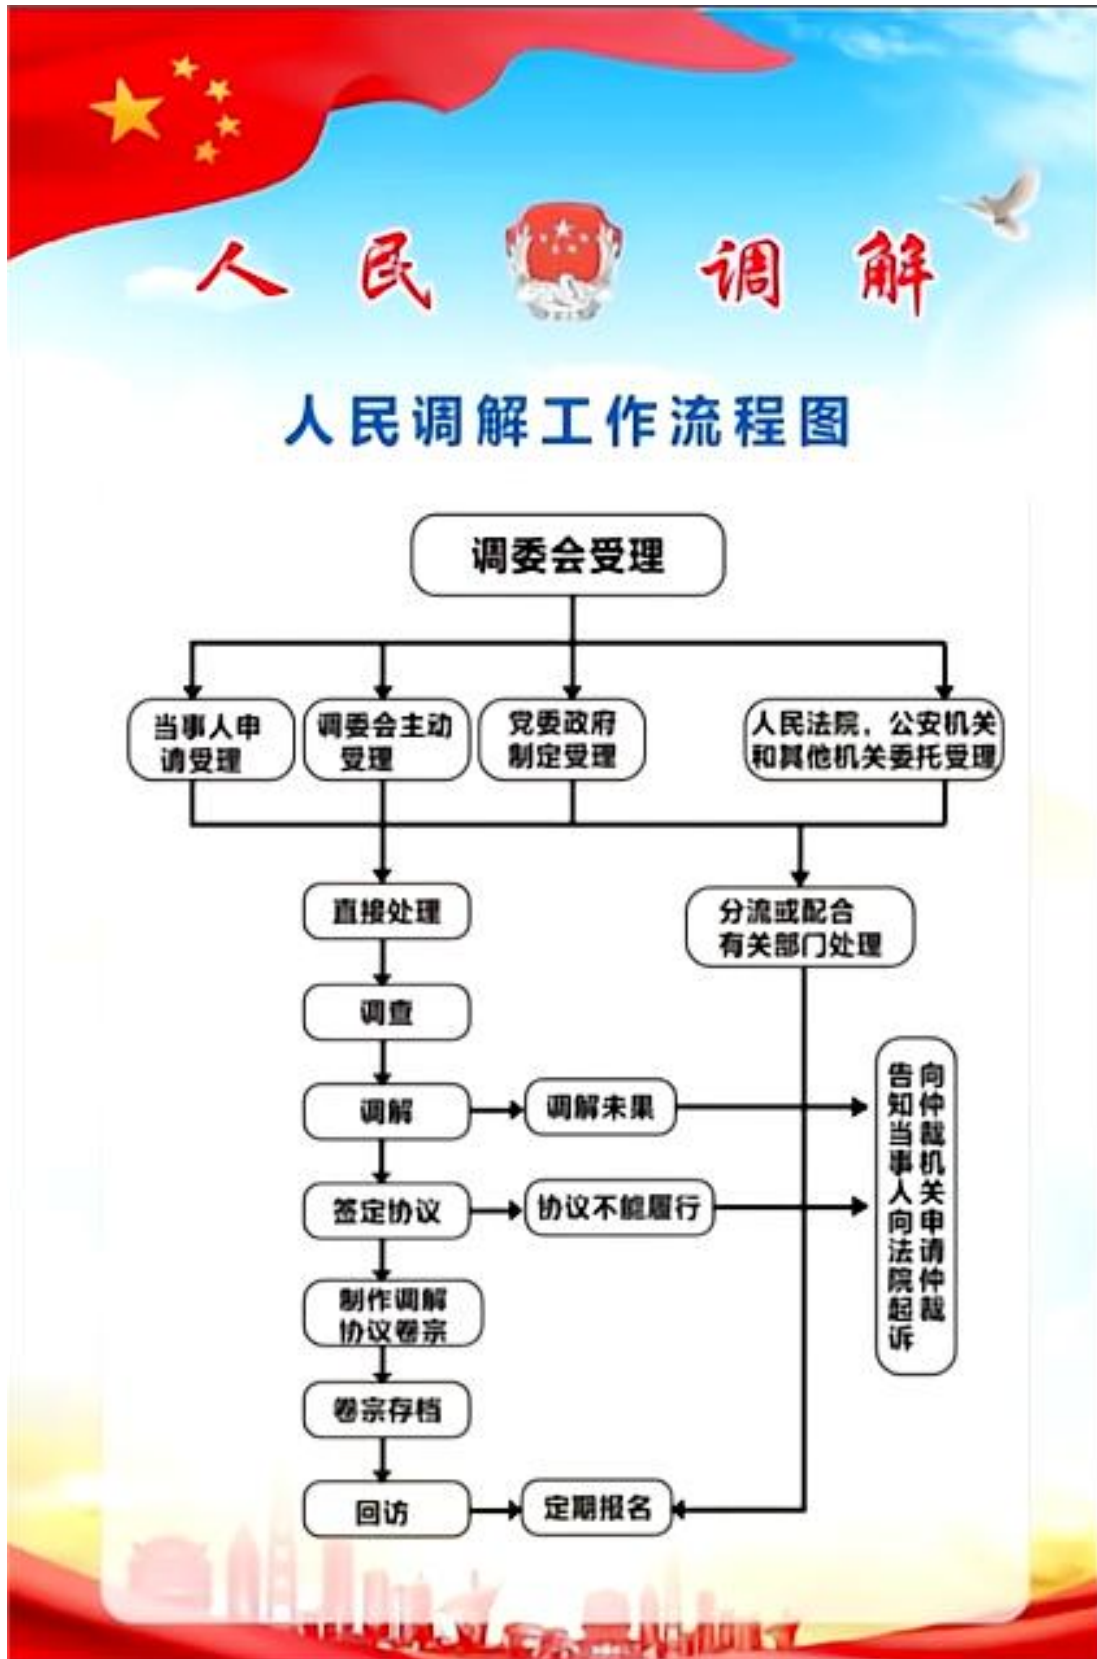 人民调解
人民调解工作流程图
调委会受理
当事人申
请受理
调委会主动
受理
党委政府
制定受理
人民法院，公安机关
和其他机关委托受理
直接处理
分流或配合
有关部门处理
调查
调解
调解未果
签定协议
协议不能履行
告知当事人向法院起诉
向仲裁机关申请仲裁
制作调解
协议卷宗
卷宗存档
回访
定期报名